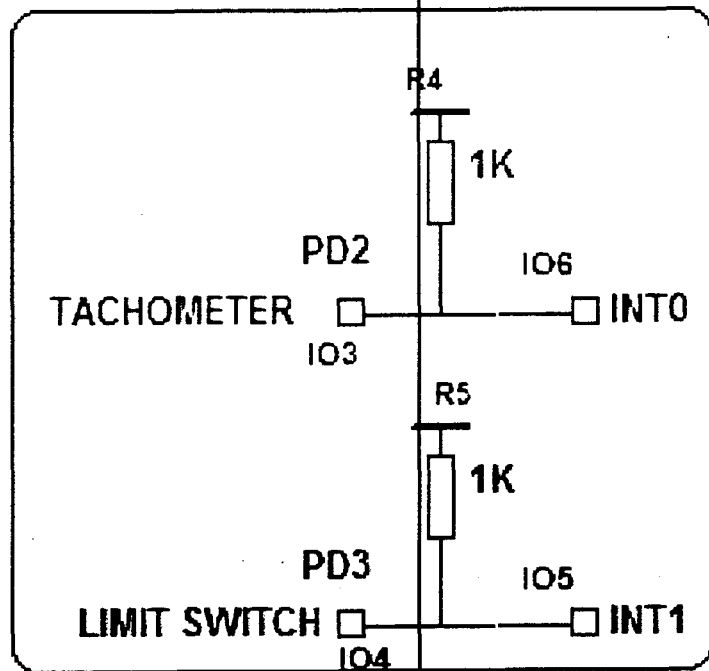 R4
1K
PD2
IO6
TACHOMETER
INT0
IO3
R5
1K
PD3
IO5
LIMIT SWITCH
INT1
IO4